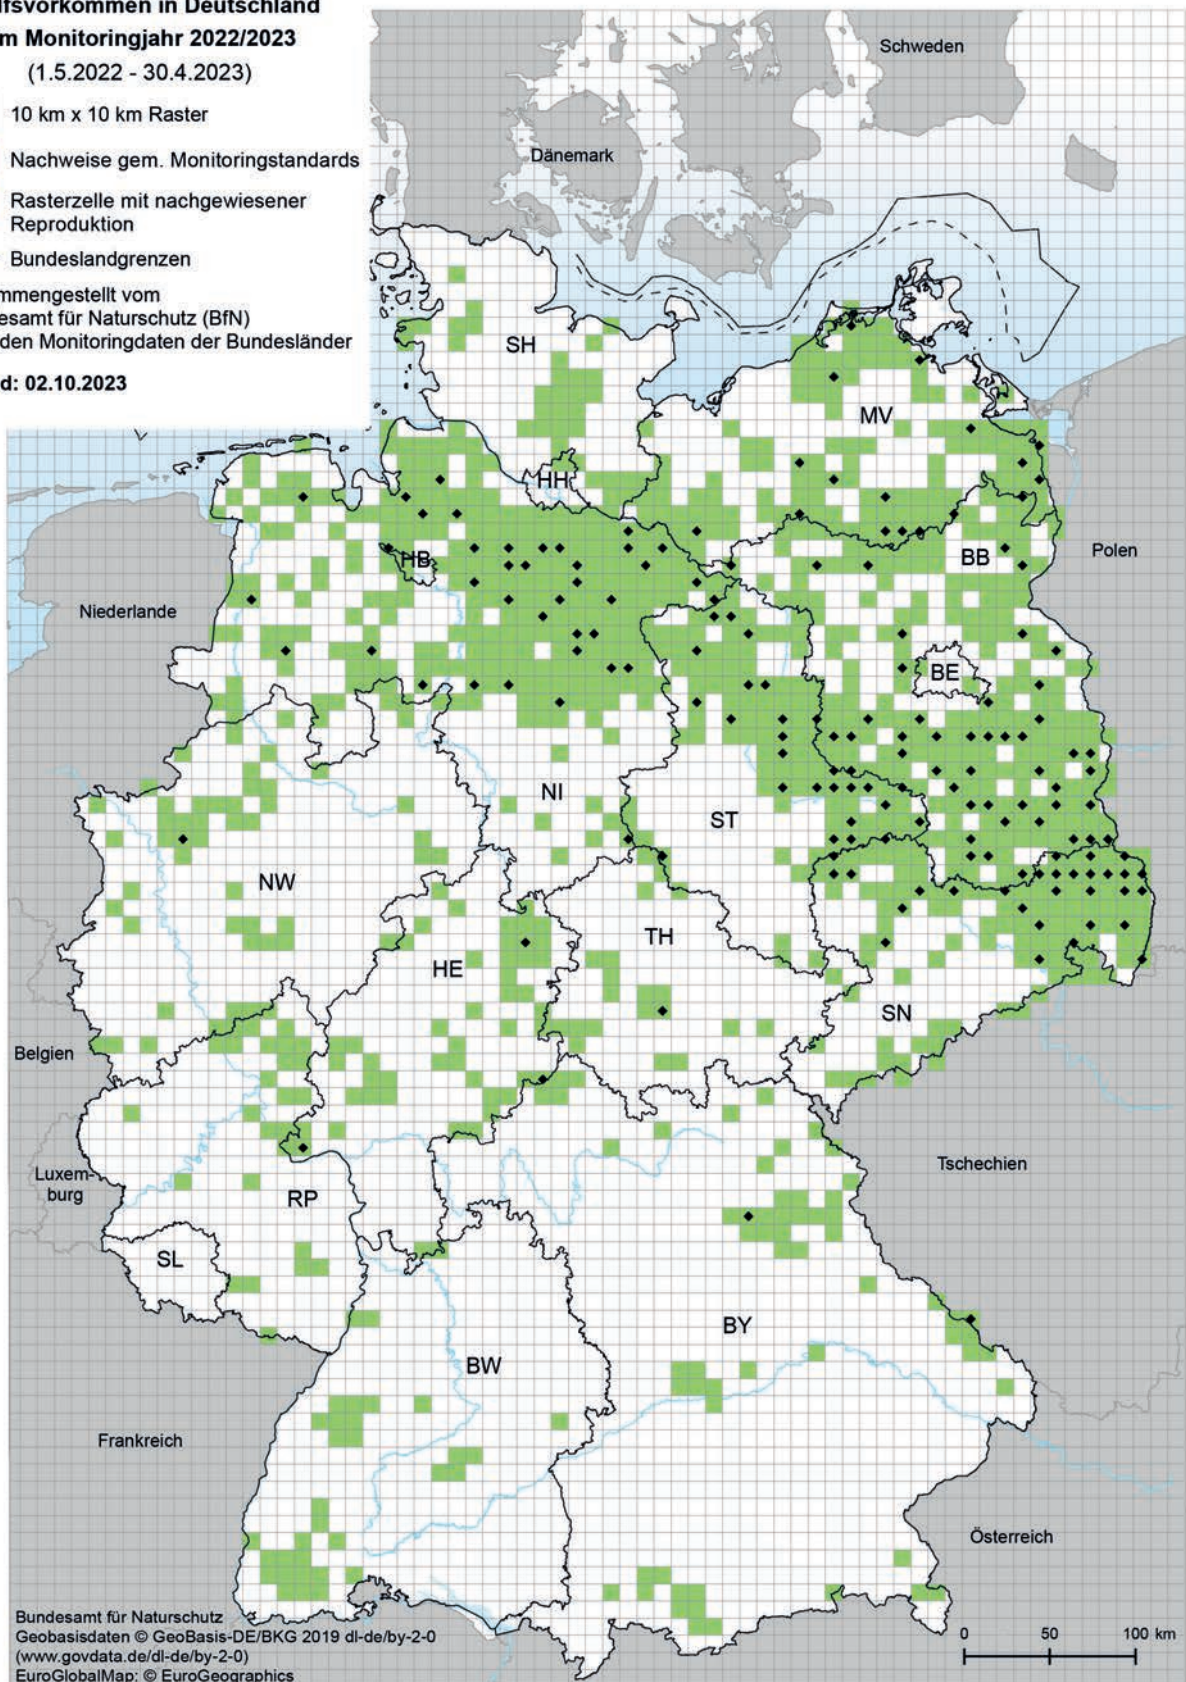 lfsvorkommen in Deutschland
m Monitoringjahr 2022/2023
(1.5.2022 - 30.4.2023)
10 km x 10 km Raster
Nachweise gem. Monitoringstandards
Rasterzelle mit nachgewiesener
Reproduktion
Bundeslandgrenzen
mmengestellt vom
esamt für Naturschutz (BfN)
den Monitoringdaten der Bundesländer
d: 02.10.2023
Schweden
Dänemark
SH
MV
HH
HB
BB
Polen
Niederlande
BE
NI
ST
NW
TH
HE
SN
Belgien
Tschechien
Luxem-
burg
RP
SL
BY
BW
Frankreich
Österreich
Bundesamt für Naturschutz
Geobasisdaten © GeoBasis-DE/BKG 2019 dl-de/by-2-0
(www.govdata.de/dl-de/by-2-0)
EuroGlobalMap: © EuroGeographics
0 50 100 km